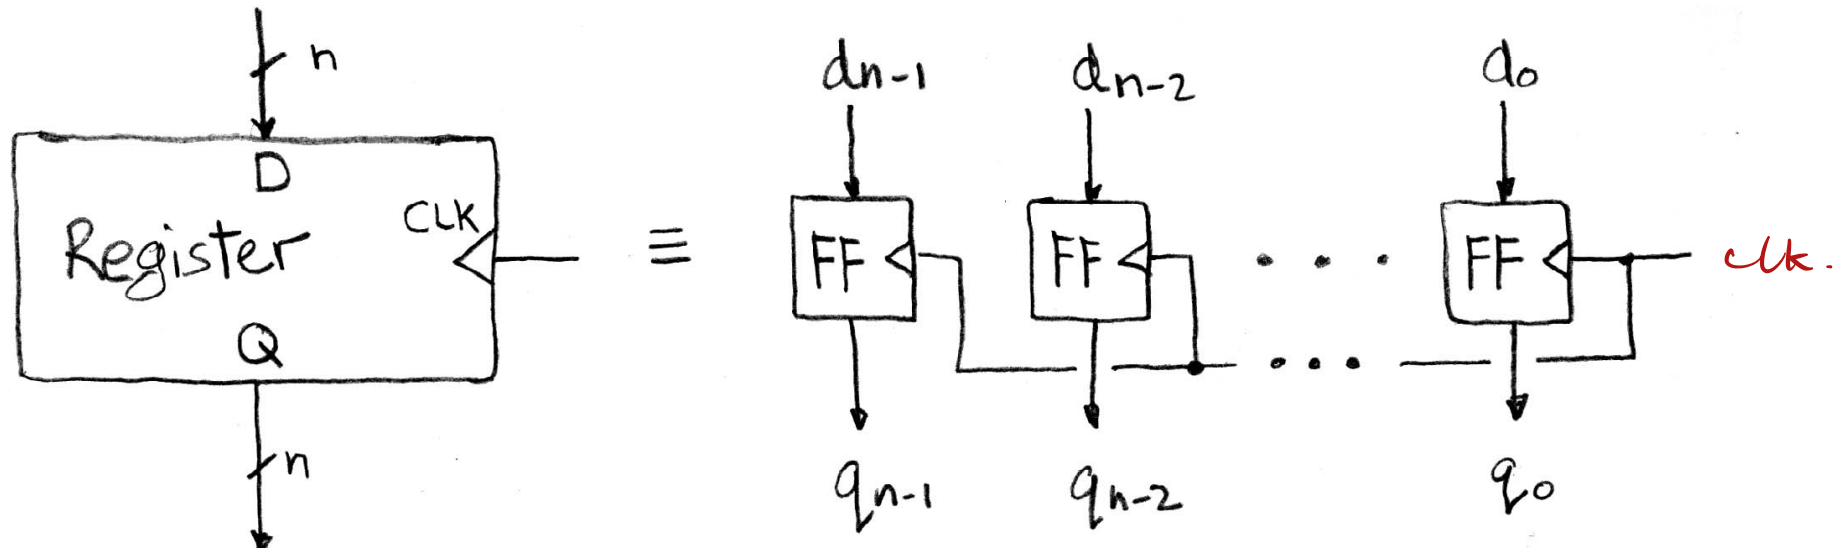 n
D
CLK
Register
Q
n
≡
dn-1 dn-2 d0
FF FF • • • FF clk.
• • •
qn-1 qn-2 q0